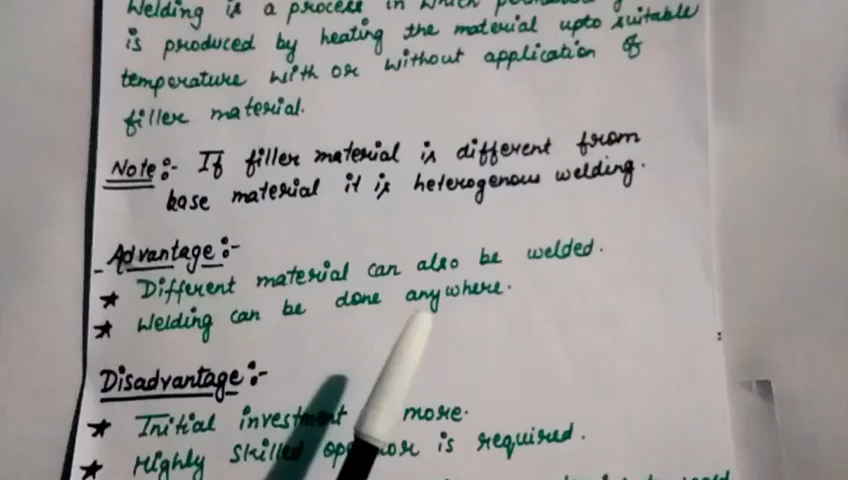 Welding is a process in which
is produced by heating the material upto suitable
temperature with or without application of
filler material.
Note:- If filler material is different from
base material it is heterogenous welding.
Advantage:-
★ Different material can also be welded.
★ Welding can be done anywhere.
Disadvantage:-
★ Initial investment more.
★ Highly skilled is required.